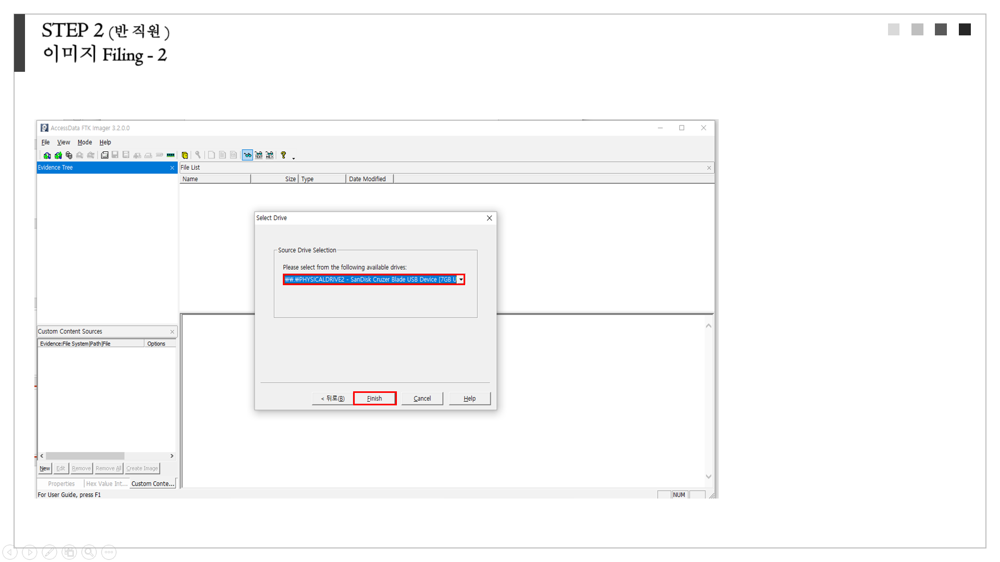 STEP 2 (반 직원 )
이미지 Filing - 2
AccessData FTK Imager 3.2.0.0
File View Mode Help
TEXT HEX
Evidence Tree
File List
Name Size Type Date Modified
Select Drive
Source Drive Selection
Please select from the following available drives:
₩₩.₩PHYSICALDRIVE2 - SanDisk Cruzer Blade USB Device [7GB U
< 뒤로(B) Finish Cancel Help
Custom Content Sources
Evidence:File System|Path|File Options
New Edit Remove Remove All Create Image
Properties Hex Value Int... Custom Conte...
For User Guide, press F1
NUM